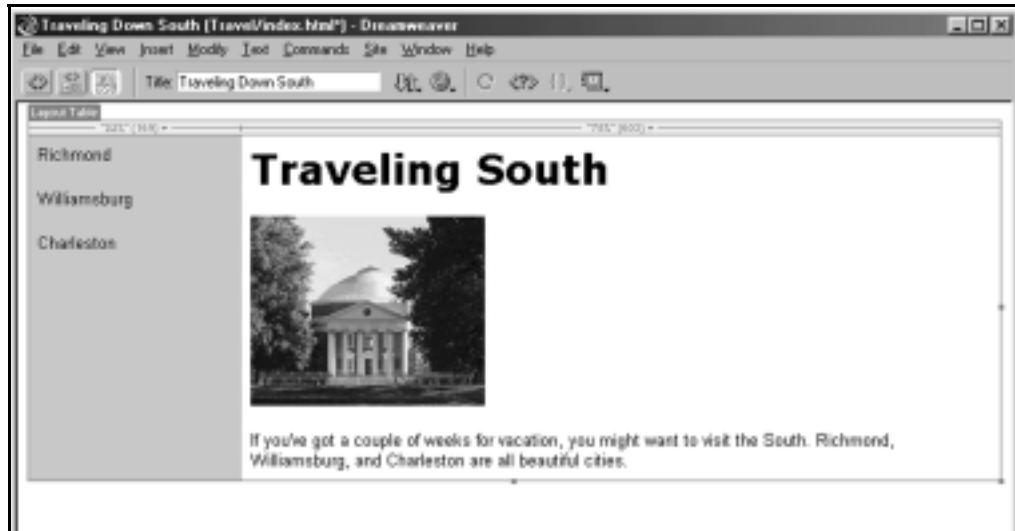 Traveling Down South (Travel/index.html*) - Dreamweaver
File Edit View Insert Modify Text Commands Site Window Help
Title: Traveling Down South
Layout Table
Richmond
Williamsburg
Charleston
Traveling South
If you've got a couple of weeks for vacation, you might want to visit the South. Richmond,
Williamsburg, and Charleston are all beautiful cities.